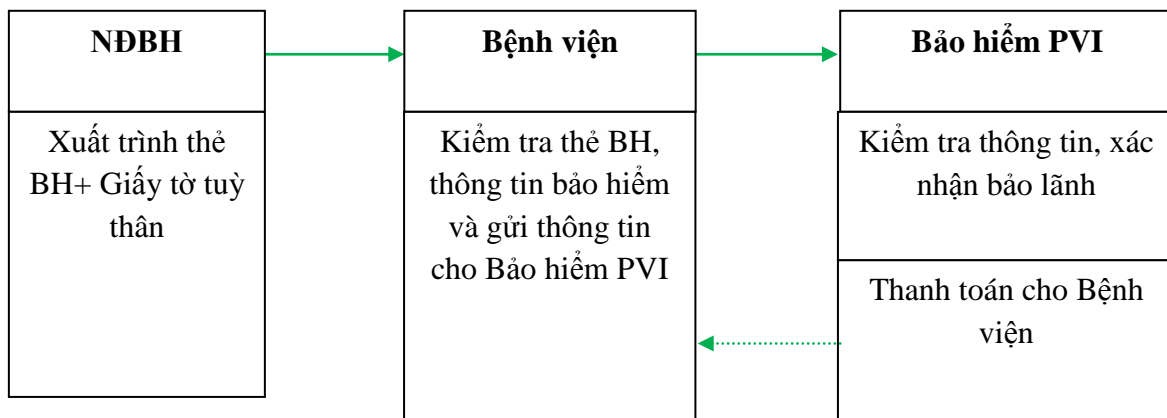 NĐBH
Xuất trình thẻ
BH+ Giấy tờ tuỳ
thân
Bệnh viện
Kiểm tra thẻ BH,
thông tin bảo hiểm
và gửi thông tin
cho Bảo hiểm PVI
Bảo hiểm PVI
Kiểm tra thông tin, xác
nhận bảo lãnh
Thanh toán cho Bệnh
viện